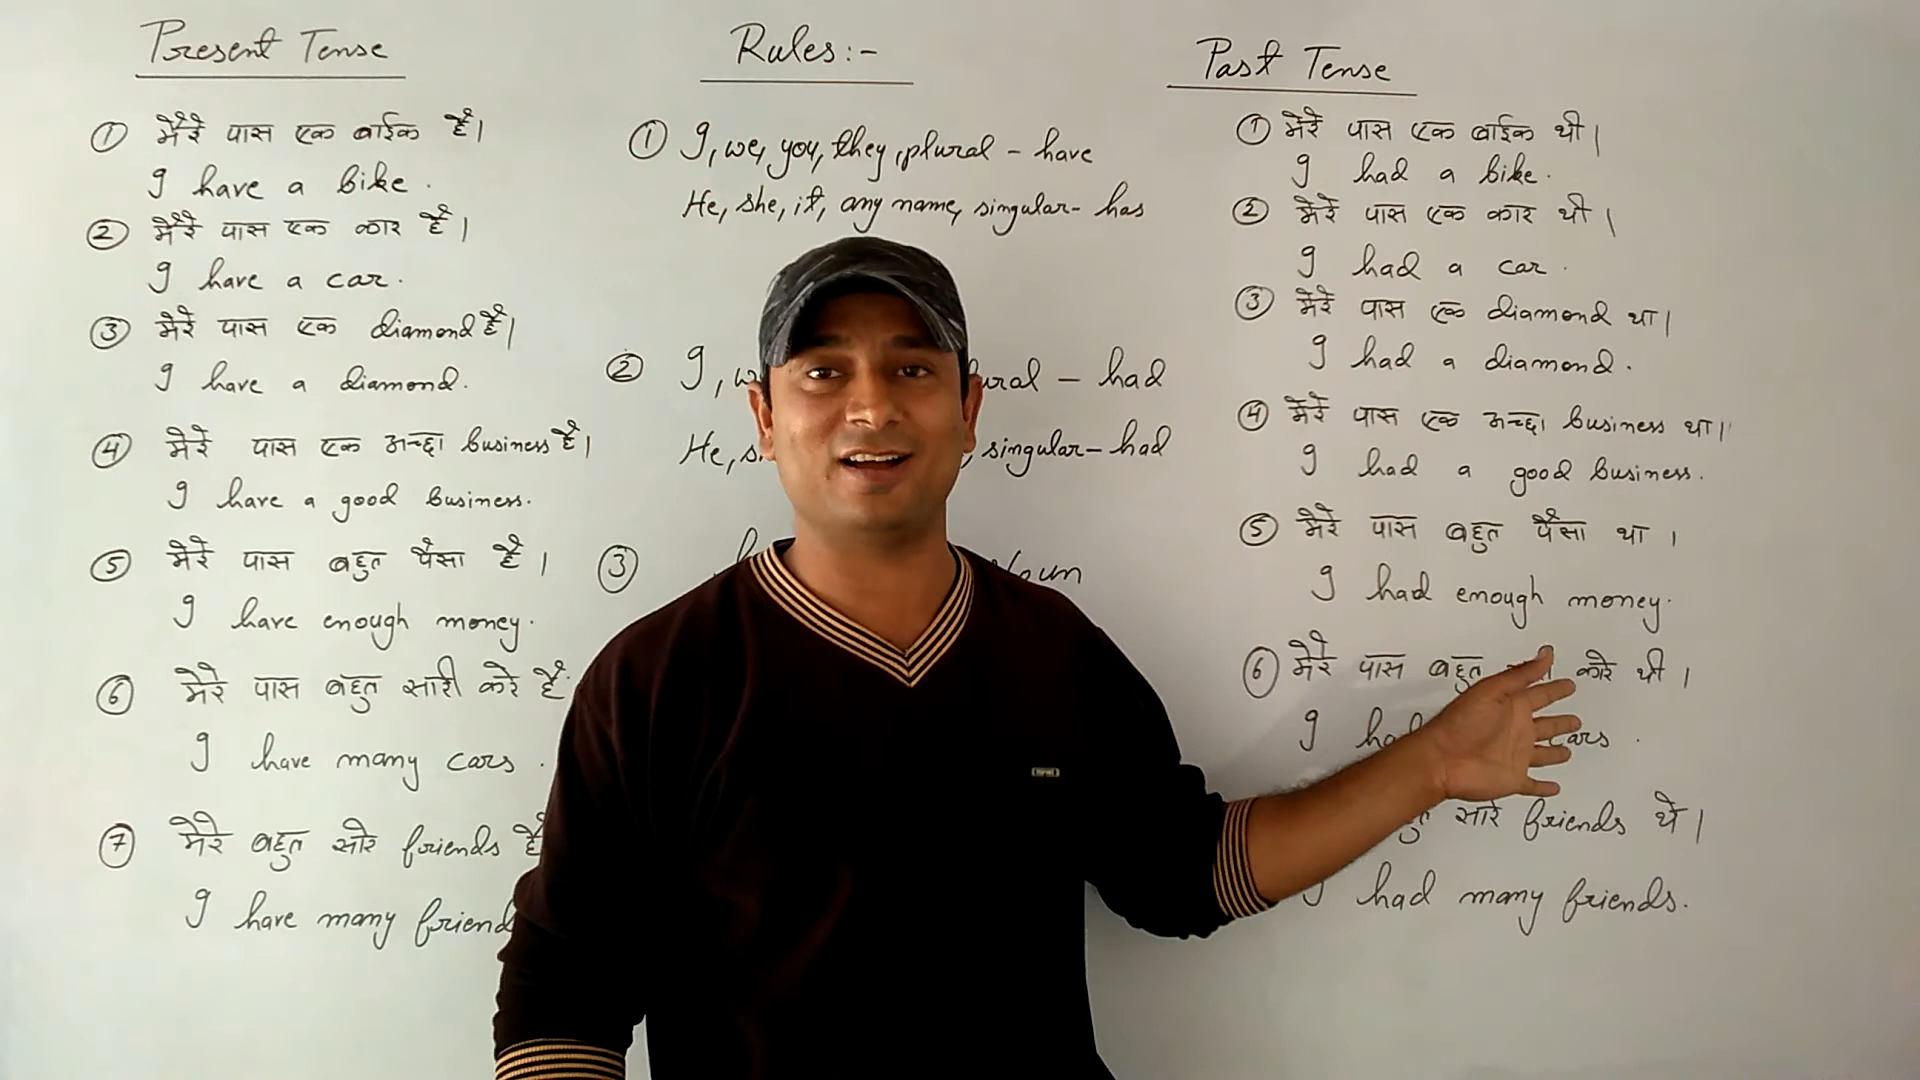 Present Tense
① मेरे पास एक बाईक है।
I have a bike.
② मेरे पास एक कार है।
I have a car.
③ मेरे पास एक diamond है।
I have a diamond.
④ मेरे पास एक अच्छा business है।
I have a good business.
⑤ मेरे पास बहुत पैसा है।
I have enough money.
⑥ मेरे पास बहुत सारी कारे है
I have many cars.
⑦ मेरे बहुत सारे friends है
I have many friend
Rules:-
① I, we, you, they, plural - have
He, she, it, any name, singular - has
② I, - had
He, singular - had
③
Past Tense
① मेरे पास एक बाईक थी।
I had a bike.
② मेरे पास एक कार थी।
I had a car.
③ मेरे पास एक diamond था।
I had a diamond.
④ मेरे पास एक अच्छा business था।
I had a good business.
⑤ मेरे पास बहुत पैसा था।
I had enough money.
⑥ मेरे पास बहुत कारे थी।
I cars.
सारे friends थे।
I had many friends.